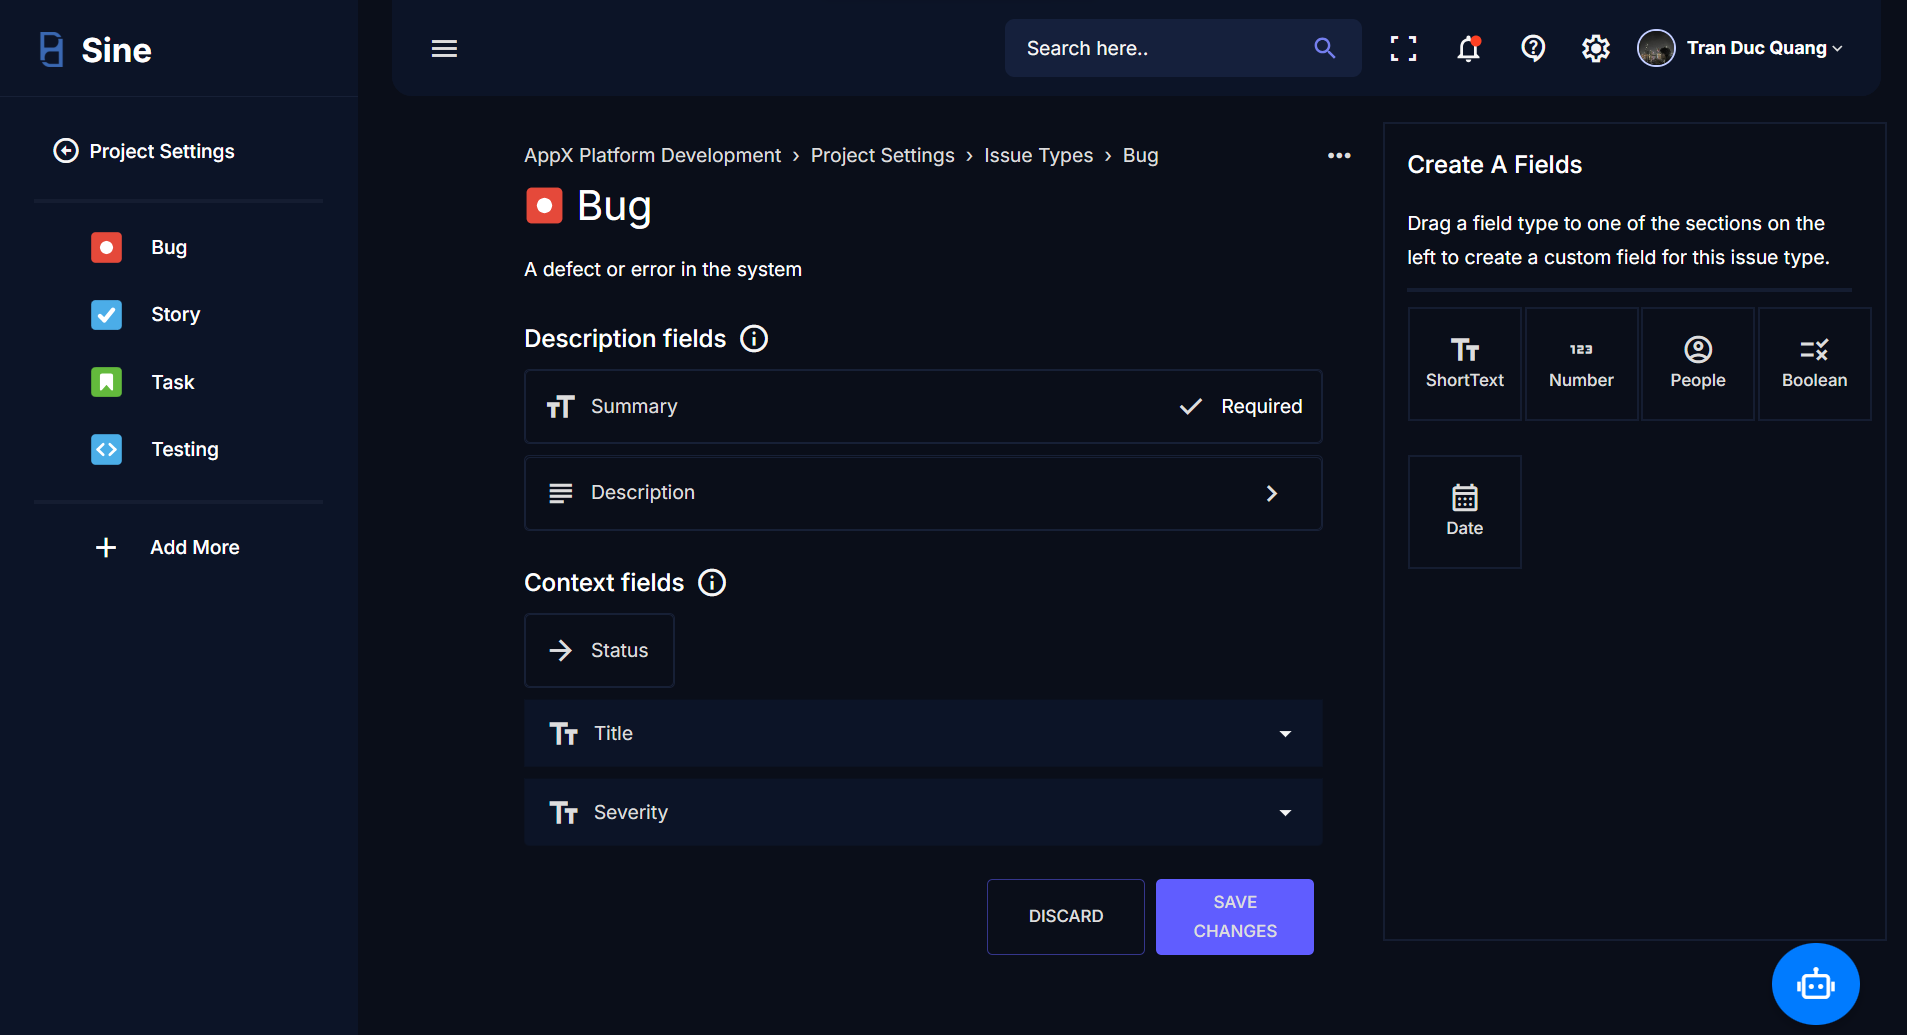 Sine
Search here..
Tran Duc Quang
Project Settings
Bug
Story
Task
Testing
Add More
AppX Platform Development › Project Settings › Issue Types › Bug
Bug
A defect or error in the system
Description fields
Summary
Required
Description
Context fields
Status
Title
Severity
DISCARD
SAVE
CHANGES
Create A Fields
Drag a field type to one of the sections on the
left to create a custom field for this issue type.
ShortText
123
Number
People
Boolean
Date